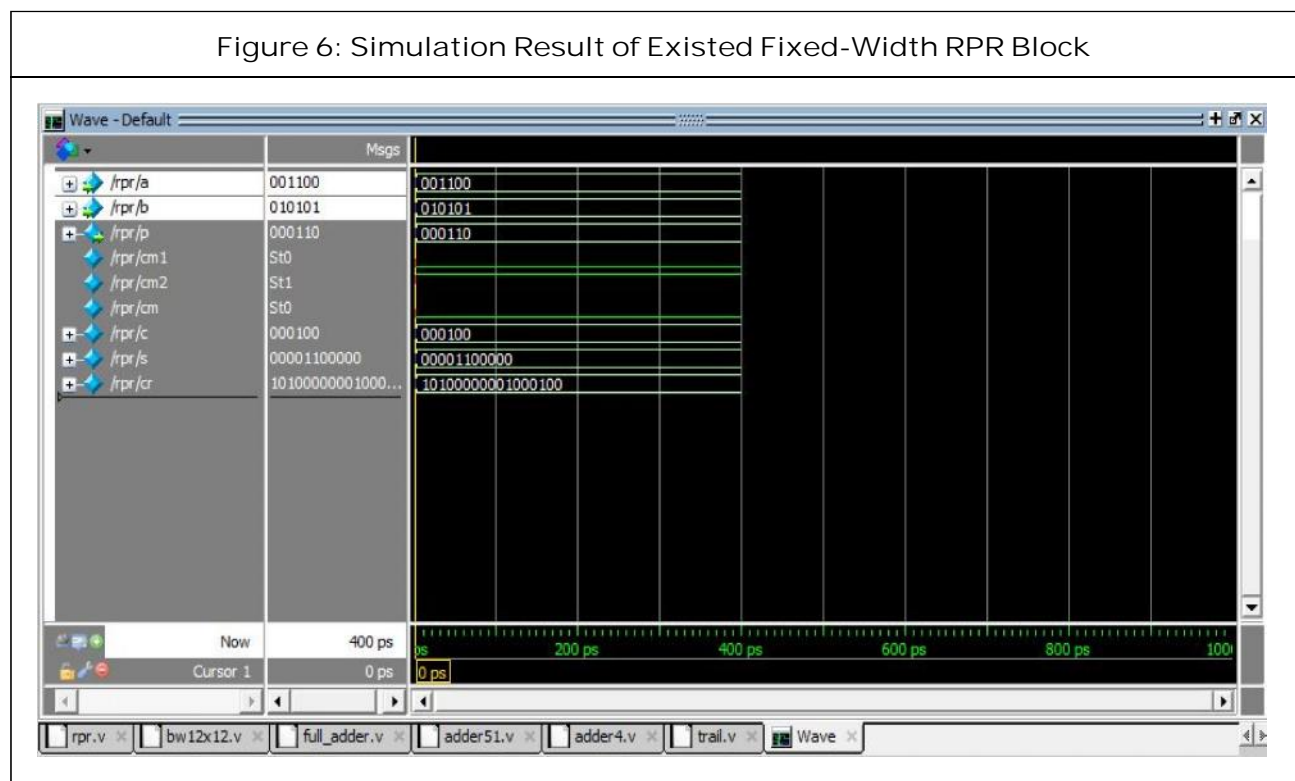 Figure 6: Simulation Result of Existed Fixed-Width RPR Block
Wave - Default
Msgs
/rpr/a 001100 001100
/rpr/b 010101 010101
/rpr/p 000110 000110
/rpr/cm1 St0
/rpr/cm2 St1
/rpr/cm St0
/rpr/c 000100 000100
/rpr/s 00001100000 00001100000
/rpr/cr 10100000001000... 10100000001000100
Now 400 ps ps 200 ps 400 ps 600 ps 800 ps 100
Cursor 1 0 ps 0 ps
rpr.v bw12x12.v full_adder.v adder51.v adder4.v trail.v Wave